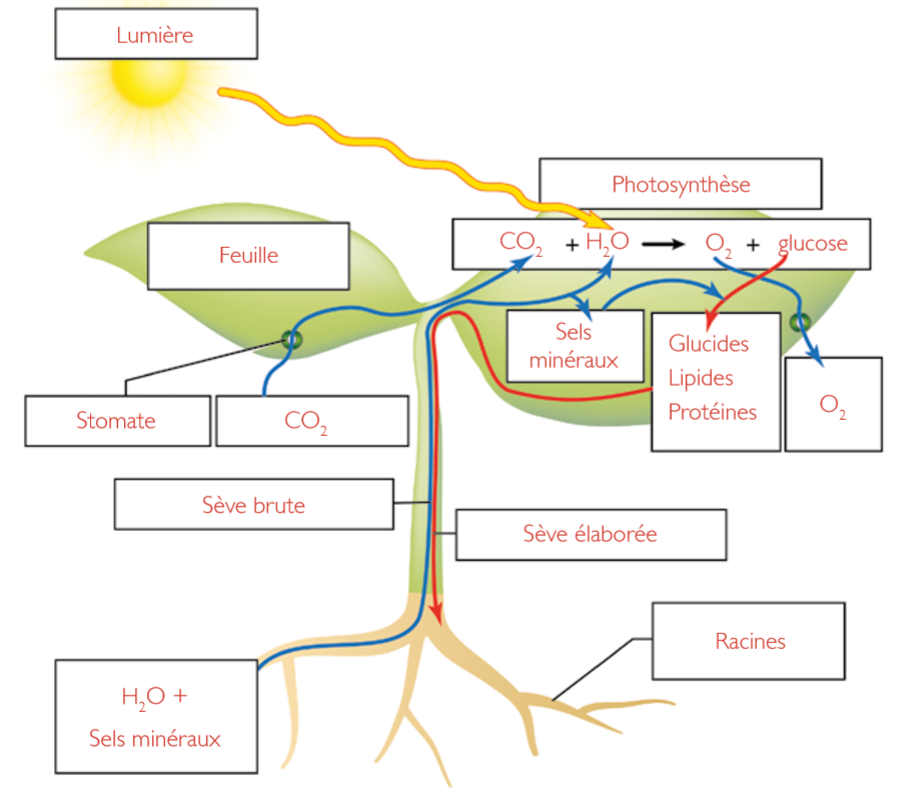 Lumière
Photosynthèse
CO₂ + H₂O → O₂ + glucose
Feuille
Sels
minéraux
Glucides
Lipides
Protéines
O₂
Stomate
CO₂
Sève brute
Sève élaborée
Racines
H₂O +
Sels minéraux